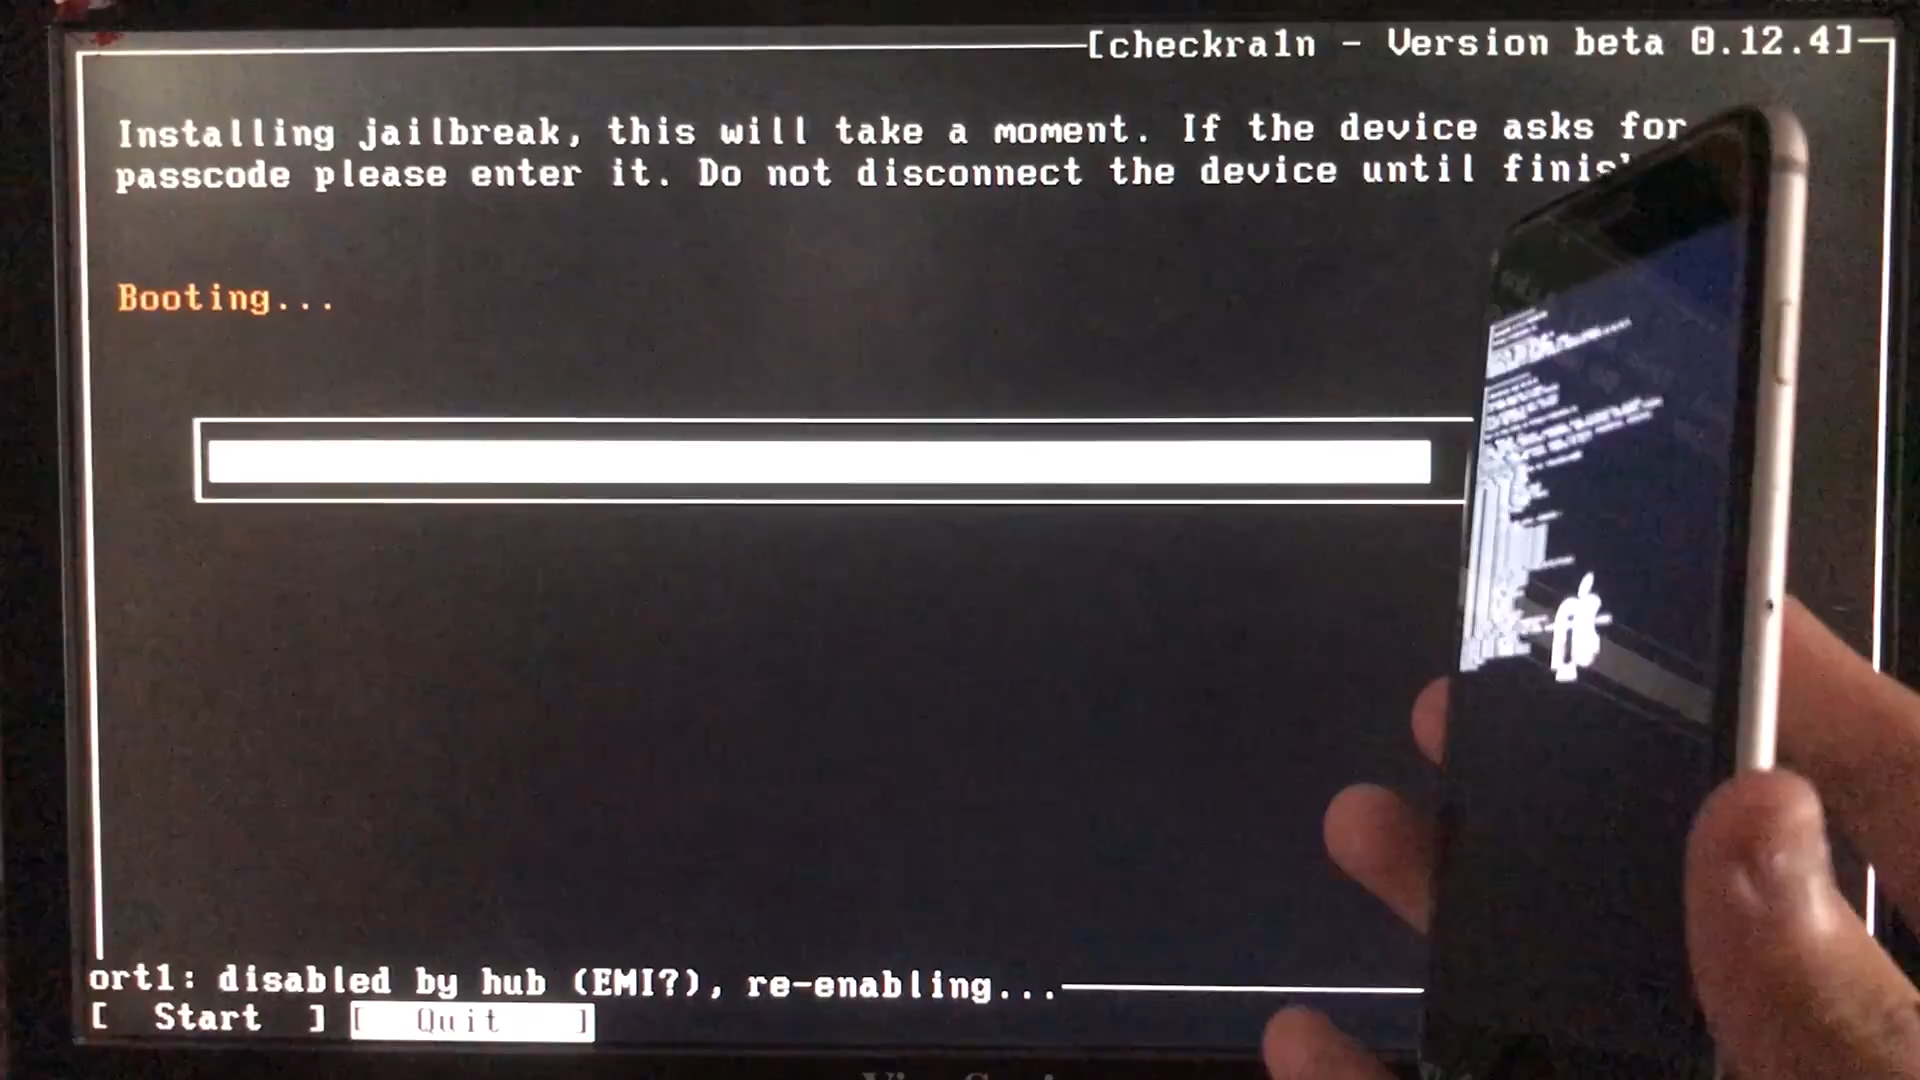 [checkra1n - Version beta 0.12.4]
Installing jailbreak, this will take a moment. If the device asks for
passcode please enter it. Do not disconnect the device until finis
Booting...
ort1: disabled by hub (EMI?), re-enabling...
[ Start ] [ Quit ]